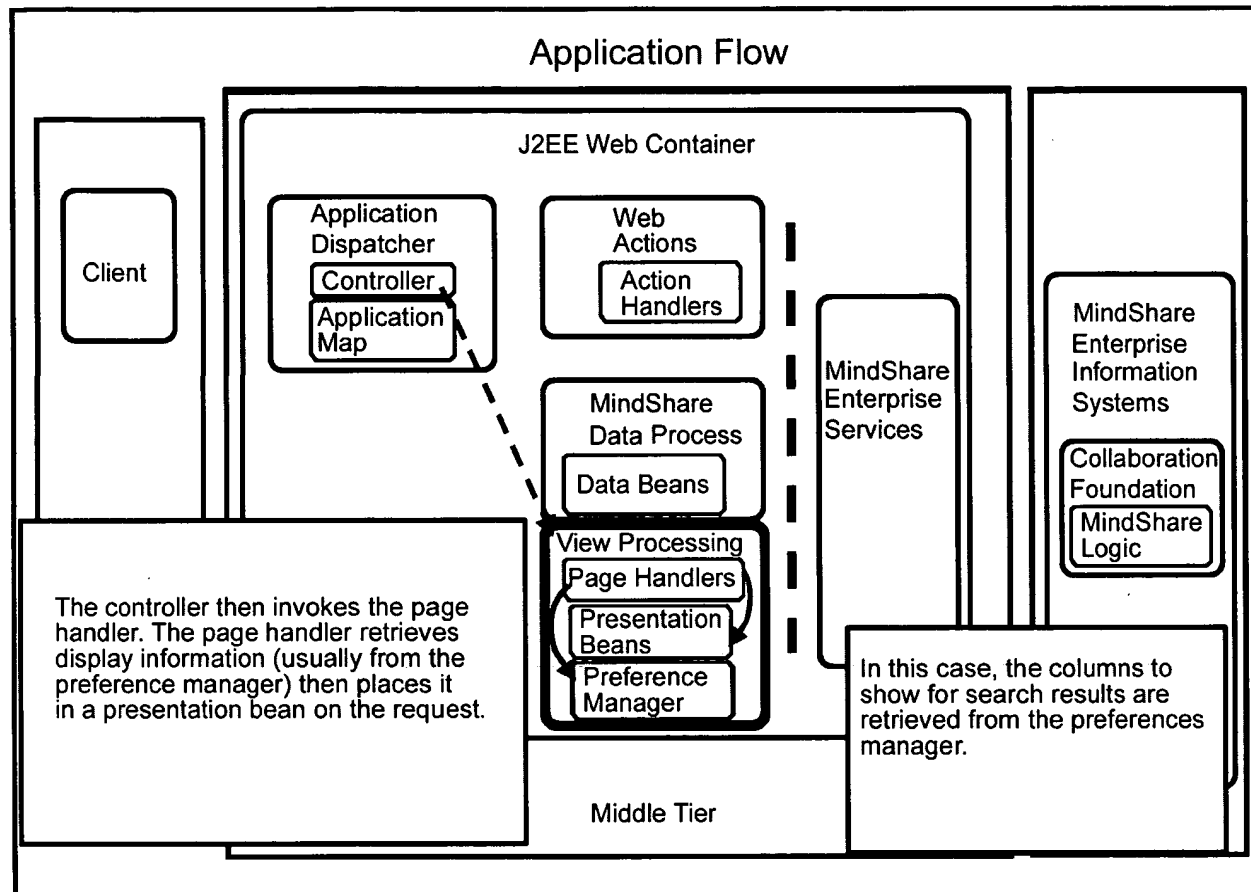 Application Flow
J2EE Web Container
Client
Application
Dispatcher
Controller
Application
Map
Web
Actions
Action
Handlers
MindShare
Data Process
Data Beans
View Processing
Page Handlers
Presentation
Beans
Preference
Manager
MindShare
Enterprise
Services
MindShare
Enterprise
Information
Systems
Collaboration
Foundation
MindShare
Logic
The controller then invokes the page
handler. The page handler retrieves
display information (usually from the
preference manager) then places it
in a presentation bean on the request.
In this case, the columns to
show for search results are
retrieved from the preferences
manager.
Middle Tier